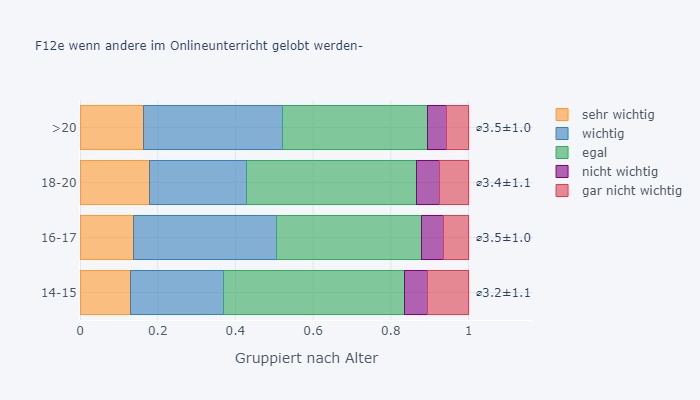 F12e wenn andere im Onlineunterricht gelobt werden-
>20
⌀3.5±1.0
18-20
⌀3.4±1.1
16-17
⌀3.5±1.0
14-15
⌀3.2±1.1
0
0.2
0.4
0.6
0.8
1
Gruppiert nach Alter
sehr wichtig
wichtig
egal
nicht wichtig
gar nicht wichtig